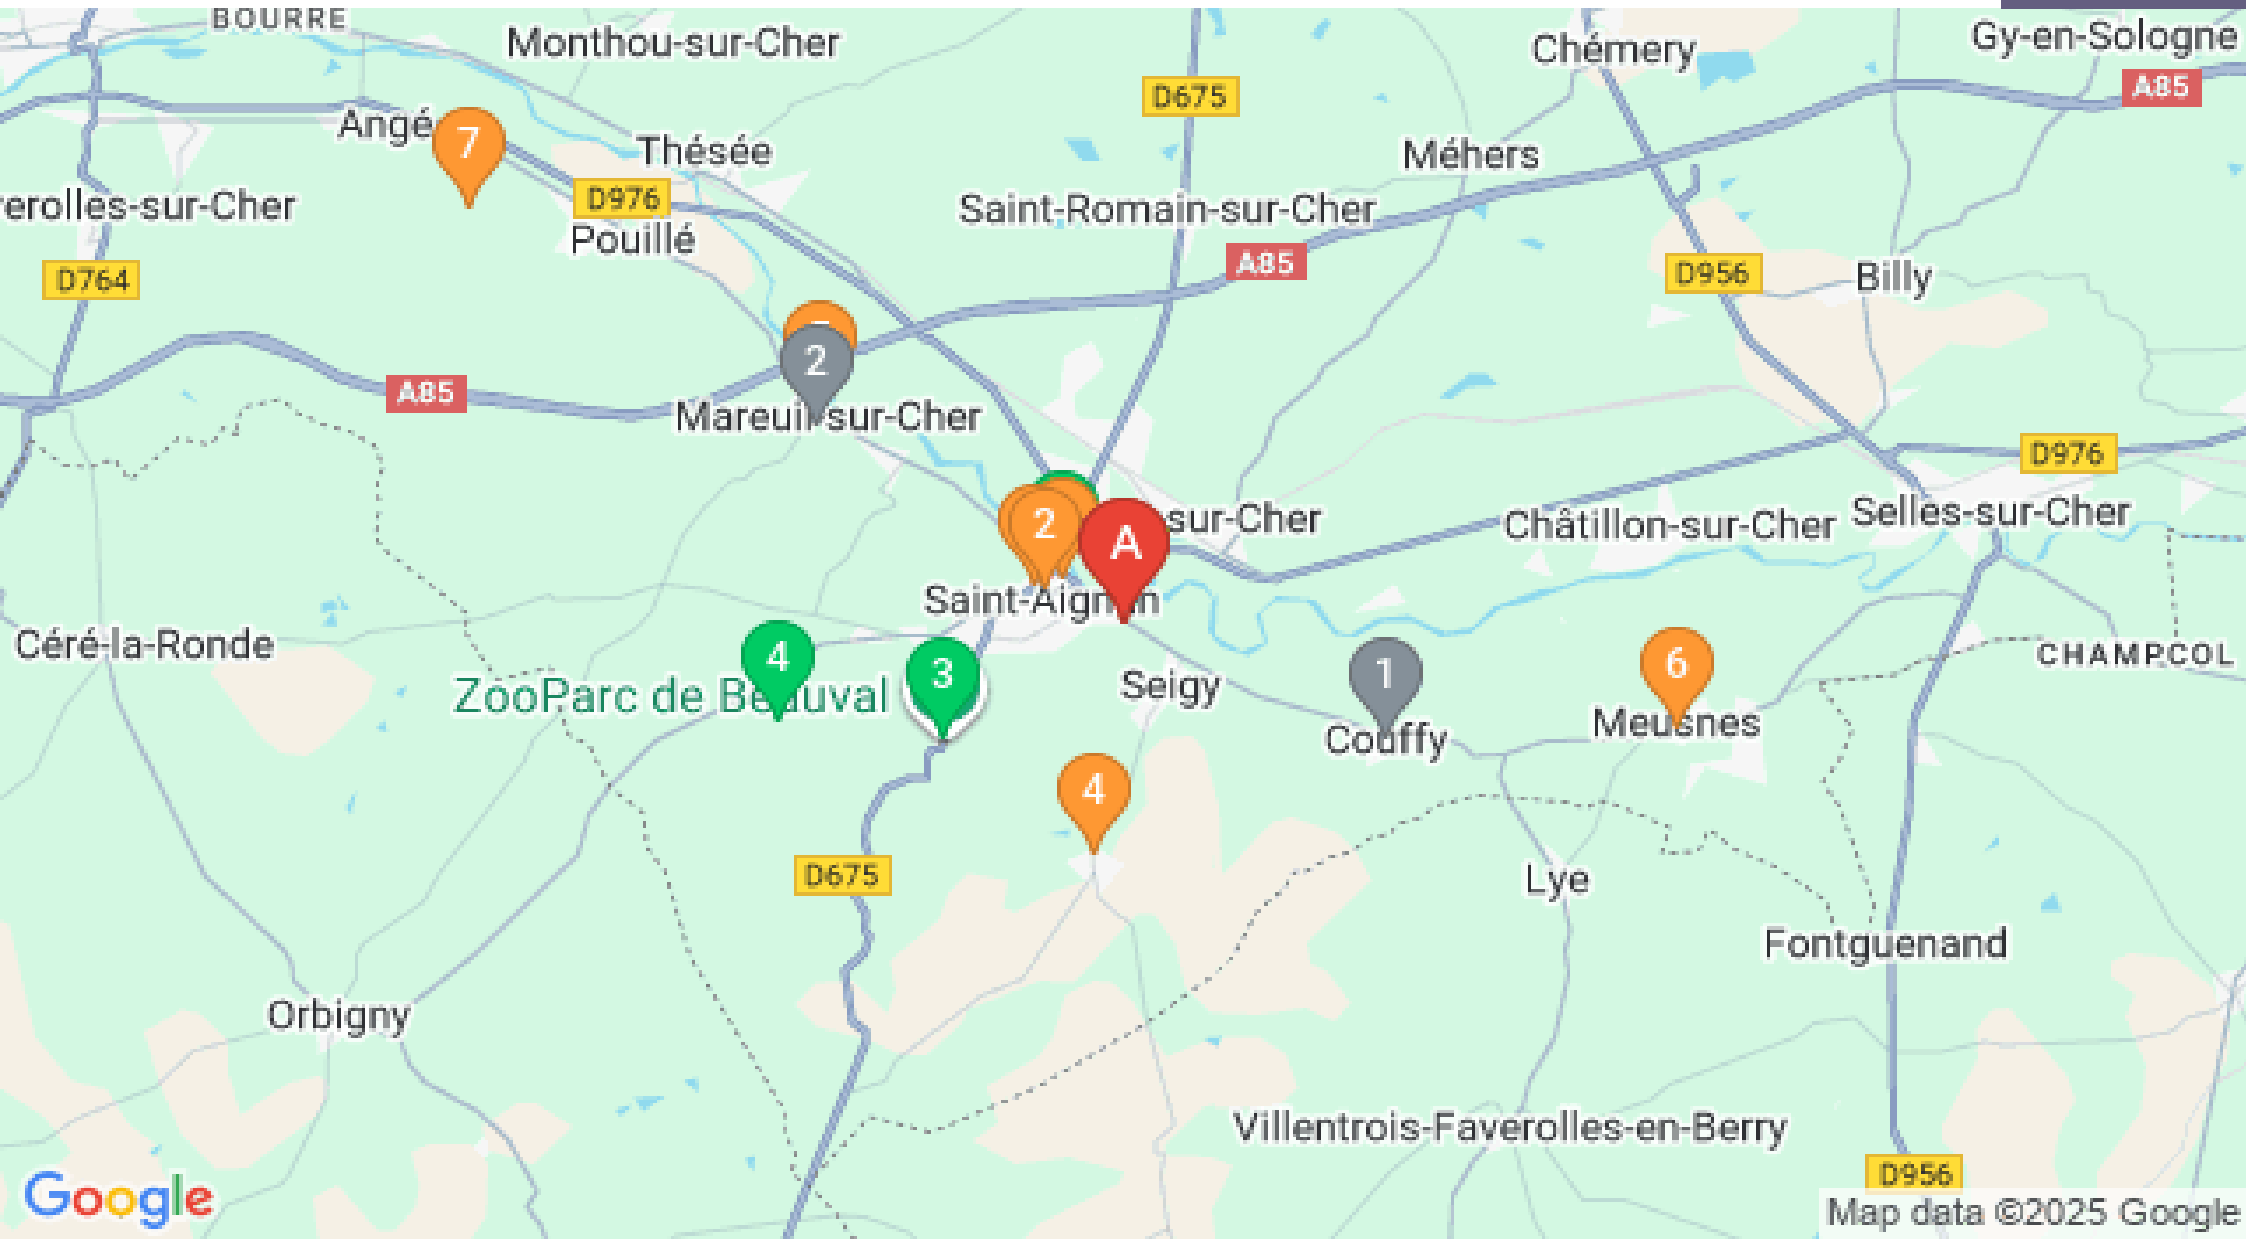 BOURRE
Monthou-sur-Cher
Chémery
Gy-en-Sologne
A85
D675
Angé
7
Thésée
Méhers
D976
erolles-sur-Cher
Saint-Romain-sur-Cher
Pouillé
A85
D956
Billy
D764
2
A85
Mareuil-sur-Cher
D976
2
A
sur-Cher
Châtillon-sur-Cher
Selles-sur-Cher
Saint-Aignan
Céré-la-Ronde
4
3
1
6
CHAMPCOL
ZooParc de Beauval
Seigy
Couffy
Meusnes
4
D675
Lye
Fontguenand
Orbigny
Villentrois-Faverolles-en-Berry
D956
Google
Map data ©2025 Google